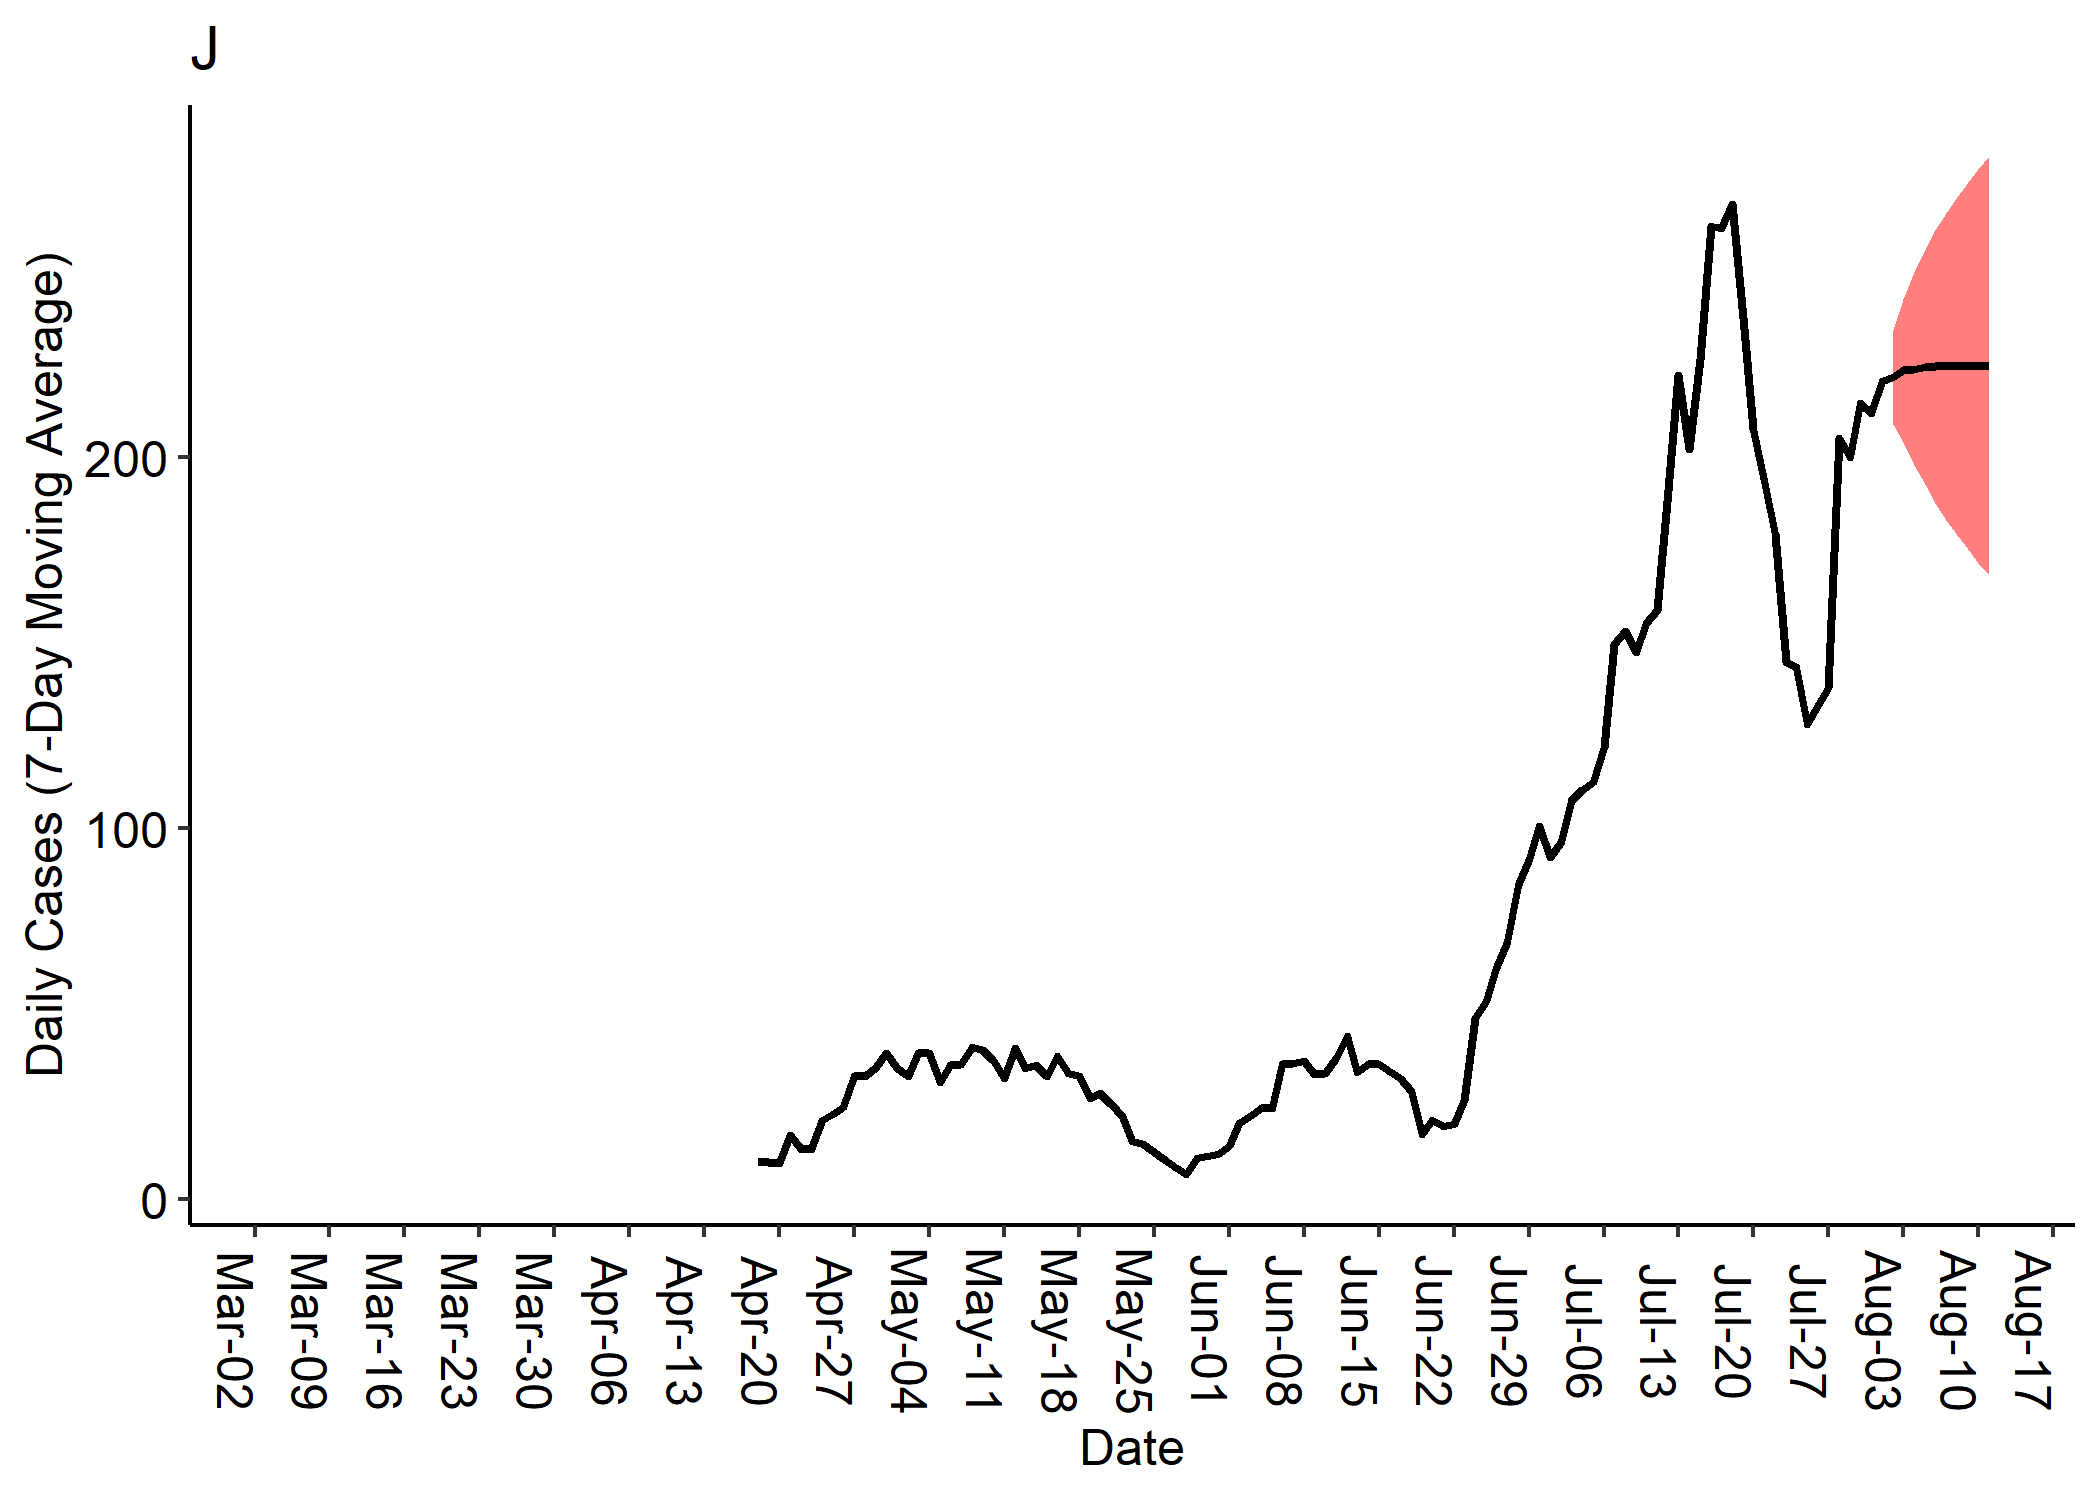 J
Daily Cases (7-Day Moving Average)
200
100
0
Mar-02
Mar-09
Mar-16
Mar-23
Mar-30
Apr-06
Apr-13
Apr-20
Apr-27
May-04
May-11
May-18
May-25
Jun-01
Jun-08
Jun-15
Jun-22
Jun-29
Jul-06
Jul-13
Jul-20
Jul-27
Aug-03
Aug-10
Aug-17
Date